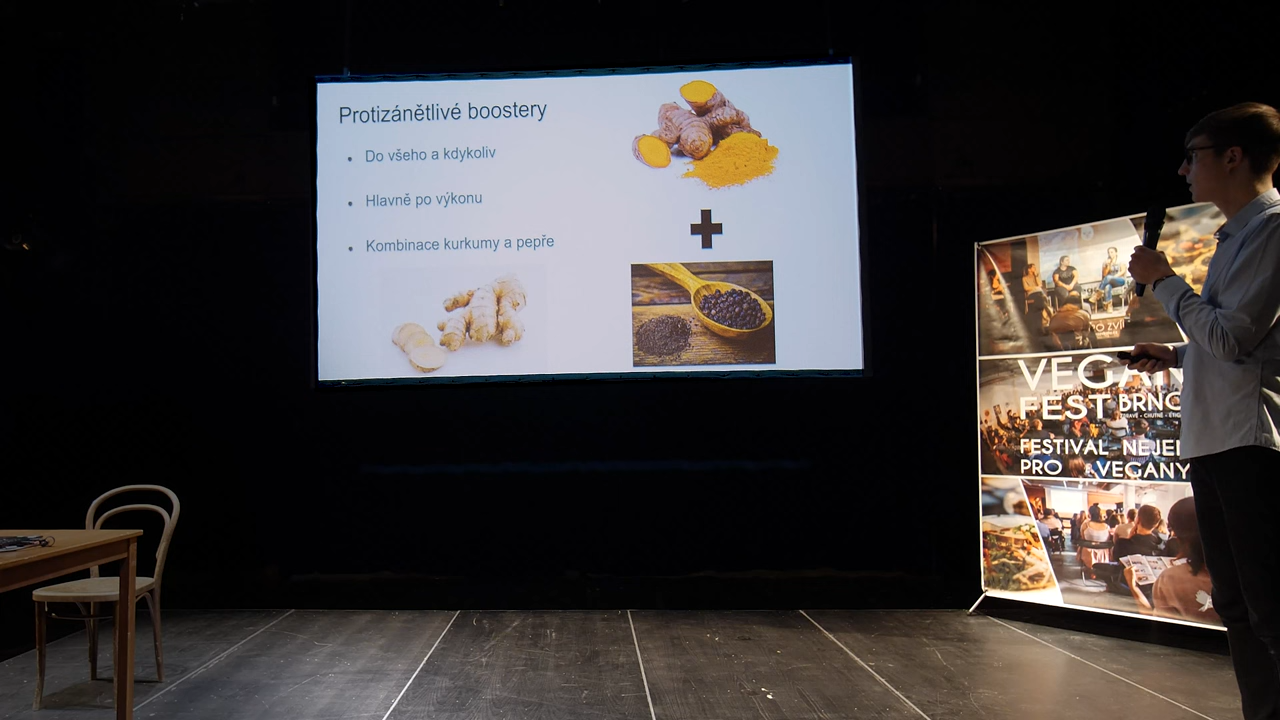 Protizánětlivé boostery
• Do všeho a kdykoliv
• Hlavně po výkonu
• Kombinace kurkumy a pepře
VEGAN
FEST BRNO
FESTIVAL NEJEN
PRO VEGANY